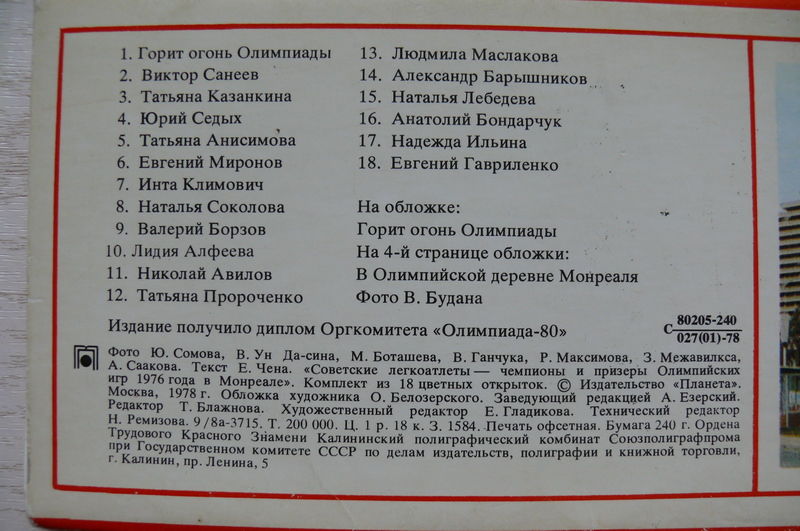 1. Горит огонь Олимпиады
2. Виктор Санеев
3. Татьяна Казанкина
4. Юрий Седых
5. Татьяна Анисимова
6. Евгений Миронов
7. Инта Климович
8. Наталья Соколова
9. Валерий Борзов
10. Лидия Алфеева
11. Николай Авилов
12. Татьяна Пророченко
13. Людмила Маслакова
14. Александр Барышников
15. Наталья Лебедева
16. Анатолий Бондарчук
17. Надежда Ильина
18. Евгений Гавриленко
На обложке:
Горит огонь Олимпиады
На 4-й странице обложки:
В Олимпийской деревне Монреаля
Фото В. Будана
Издание получило диплом Оргкомитета «Олимпиада-80»
С 80205-240
027(01)-78
Фото Ю. Сомова, В. Ун Да-сина, М. Боташева, В. Ганчука, Р. Максимова, З. Межавилкса,
А. Саакова. Текст Е. Чена. «Советские легкоатлеты — чемпионы и призеры Олимпийских
игр 1976 года в Монреале». Комплект из 18 цветных открыток. © Издательство «Планета».
Москва, 1978 г. Обложка художника О. Белозерского. Заведующий редакцией А. Езерский.
Редактор Т. Блажнова. Художественный редактор Е. Гладикова. Технический редактор
Н. Ремизова. 9/8а-3715. Т. 200 000. Ц. 1 р. 18 к. З. 1584. Печать офсетная. Бумага 240 г. Ордена
Трудового Красного Знамени Калининский полиграфический комбинат Союзполиграфпрома
при Государственном комитете СССР по делам издательств, полиграфии и книжной торговли,
г. Калинин, пр. Ленина, 5